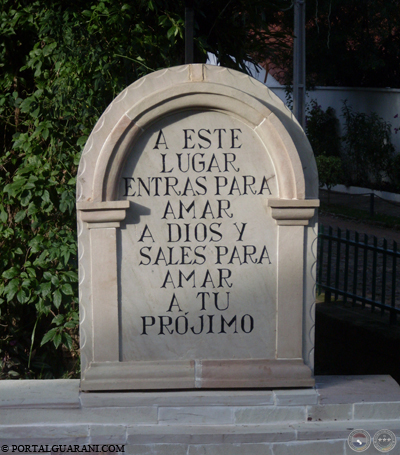 A ESTE
LUGAR
ENTRAS PARA
AMAR
A DIOS Y
SALES PARA
AMAR
A TU
PRÓJIMO
© PORTALGUARANI.COM